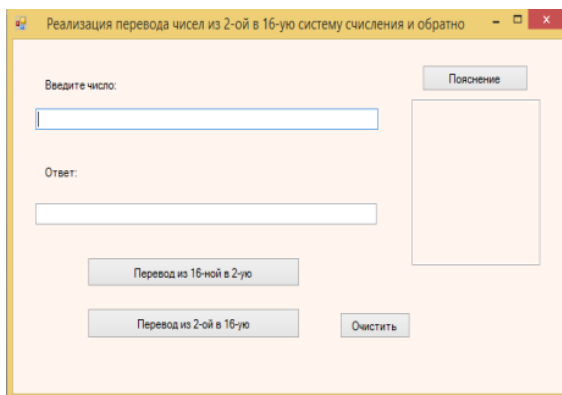 Реализация перевода чисел из 2-ой в 16-ую систему счисления и обратно
Введите число:
Пояснение
Ответ:
Перевод из 16-ной в 2-ую
Перевод из 2-ой в 16-ую
Очистить